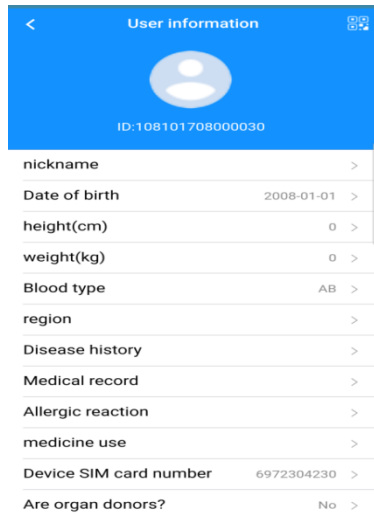 User information
ID:108101708000030
nickname
Date of birth 2008-01-01
height(cm) 0
weight(kg) 0
Blood type AB
region
Disease history
Medical record
Allergic reaction
medicine use
Device SIM card number 6972304230
Are organ donors? No